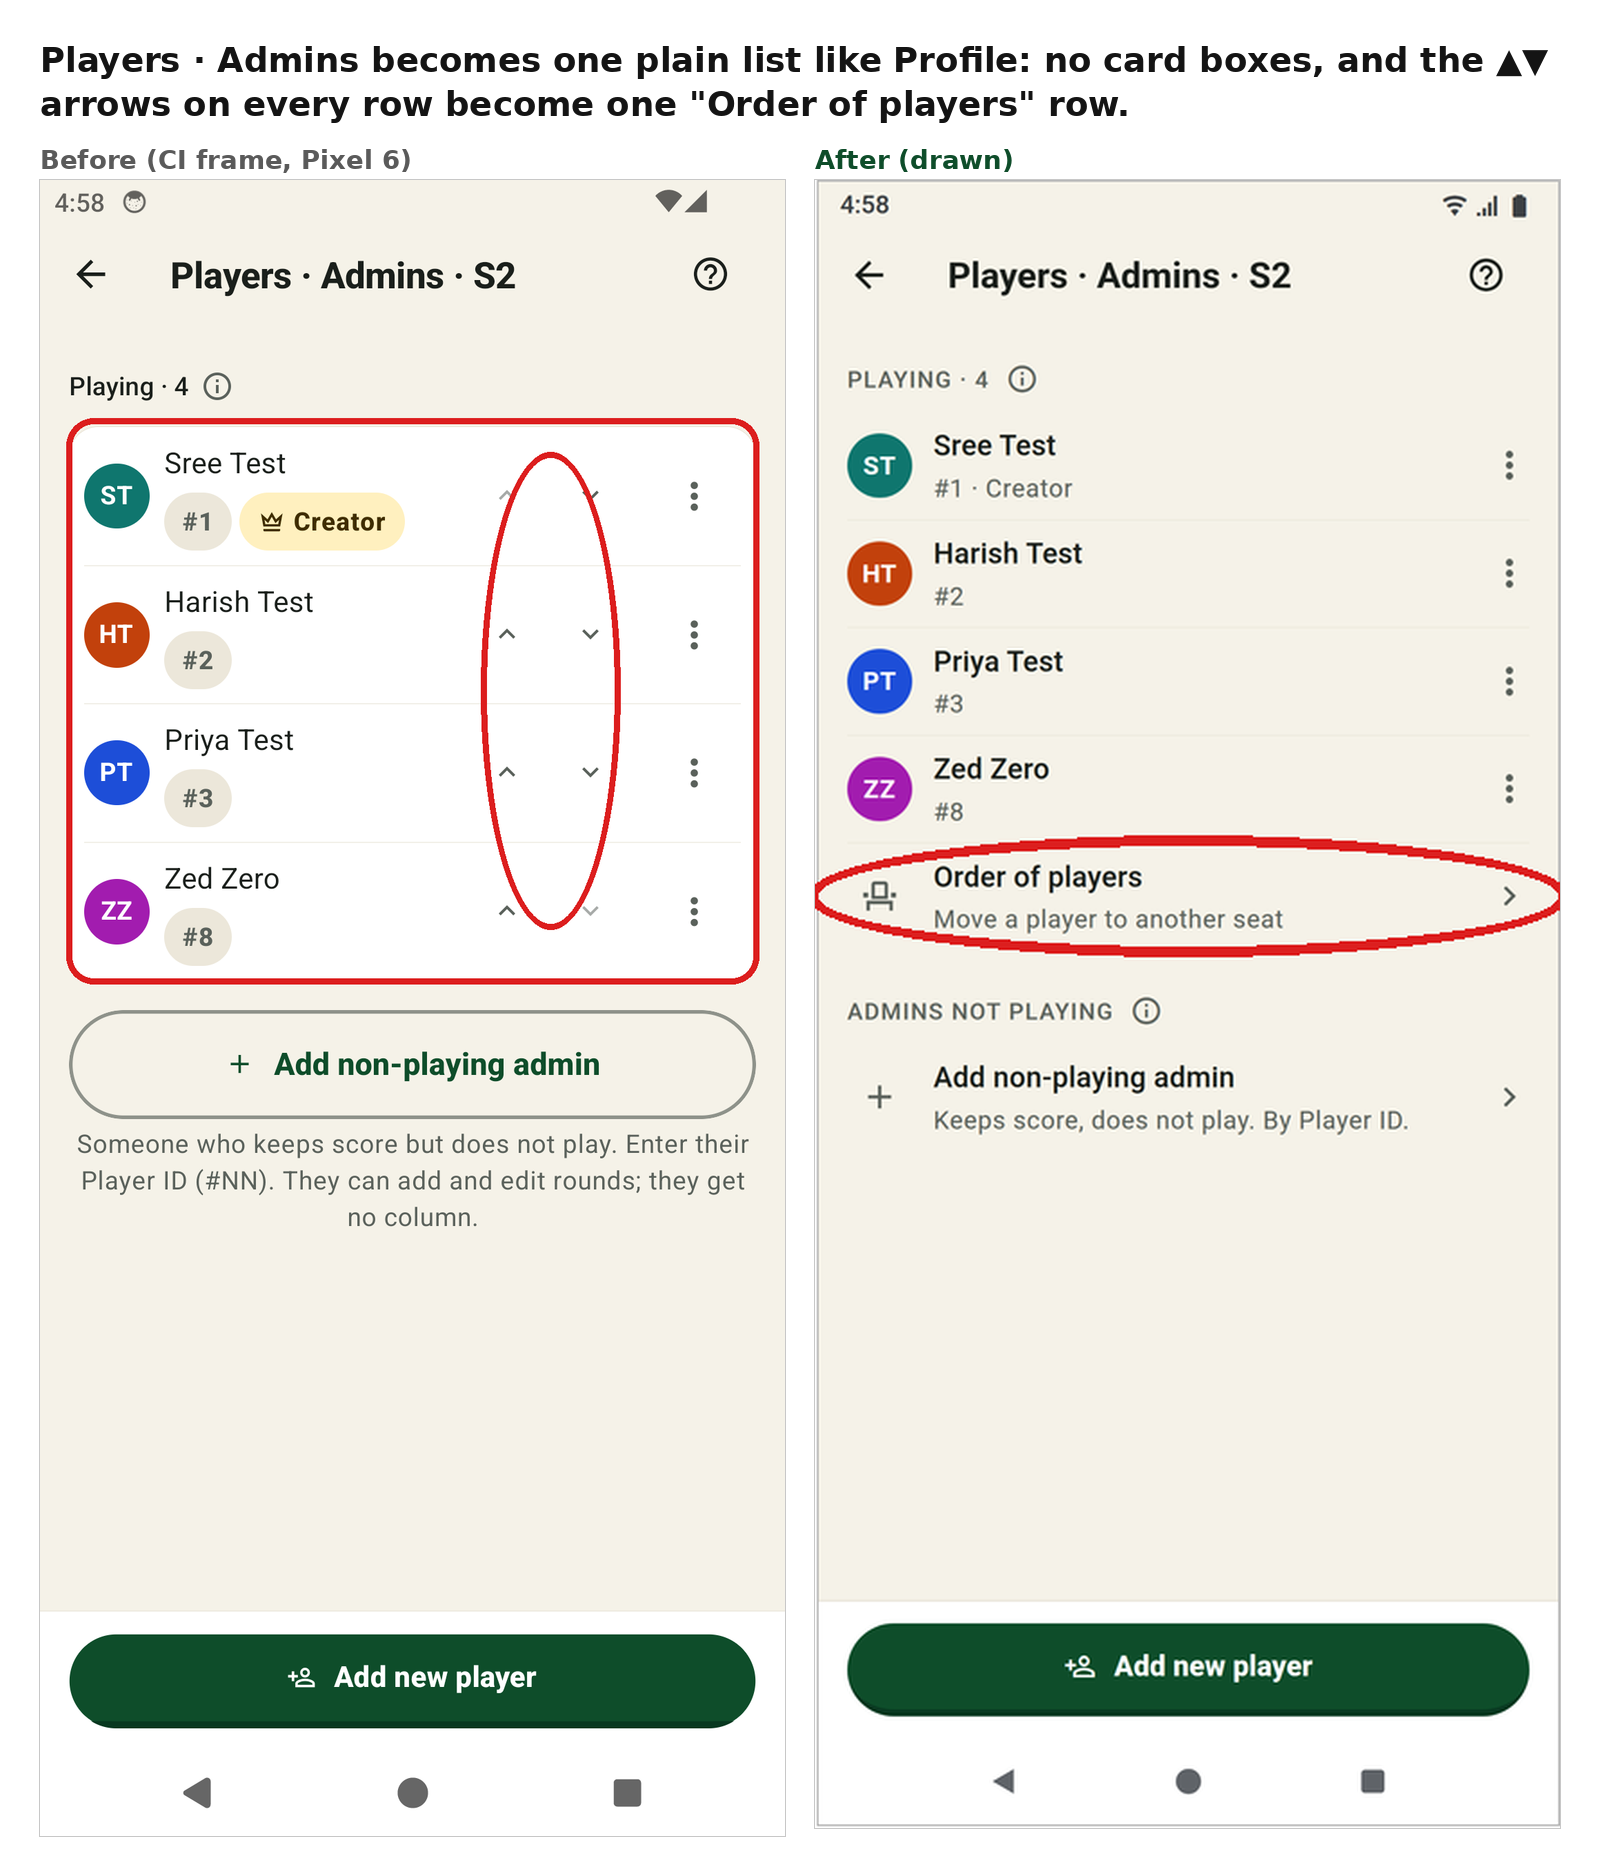 Players · Admins becomes one plain list like Profile: no card boxes, and the ▲▼
arrows on every row become one "Order of players" row.
Before (CI frame, Pixel 6)
4:58
Players · Admins · S2
Playing · 4
ST
Sree Test
#1
Creator
HT
Harish Test
#2
PT
Priya Test
#3
ZZ
Zed Zero
#8
+ Add non-playing admin
Someone who keeps score but does not play. Enter their
Player ID (#NN). They can add and edit rounds; they get
no column.
Add new player
After (drawn)
4:58
Players · Admins · S2
PLAYING · 4
ST
Sree Test
#1 · Creator
HT
Harish Test
#2
PT
Priya Test
#3
ZZ
Zed Zero
#8
Order of players
Move a player to another seat
ADMINS NOT PLAYING
Add non-playing admin
Keeps score, does not play. By Player ID.
Add new player